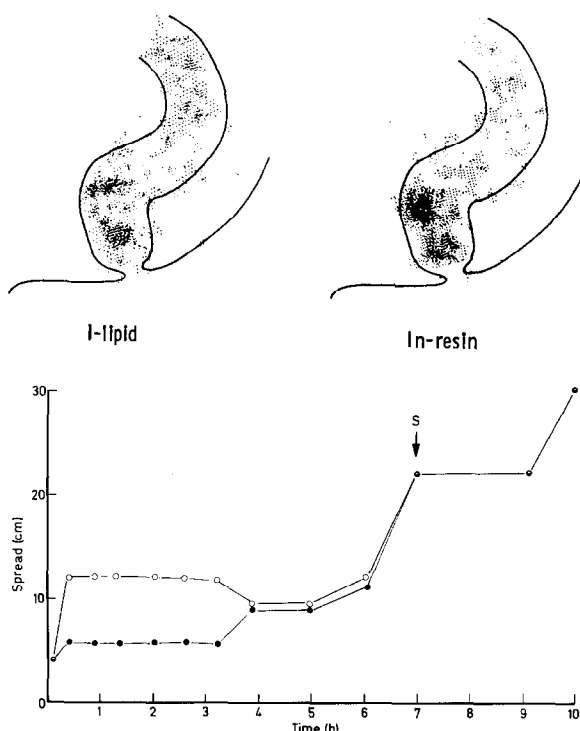 I-lipid
In-resin
30
S
20
Spread (cm)
10
0
1 2 3 4 5 6 7 8 9 10
Time (h)